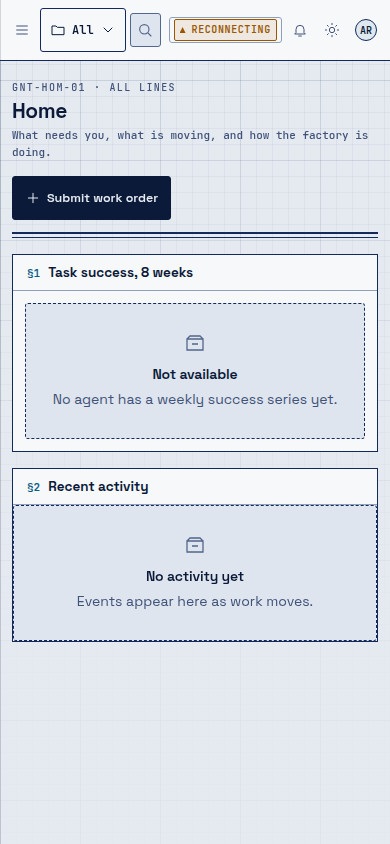 All
▲ RECONNECTING
AR
GNT-HOM-01 · ALL LINES
Home
What needs you, what is moving, and how the factory is
doing.
Submit work order
§1 Task success, 8 weeks
Not available
No agent has a weekly success series yet.
§2 Recent activity
No activity yet
Events appear here as work moves.